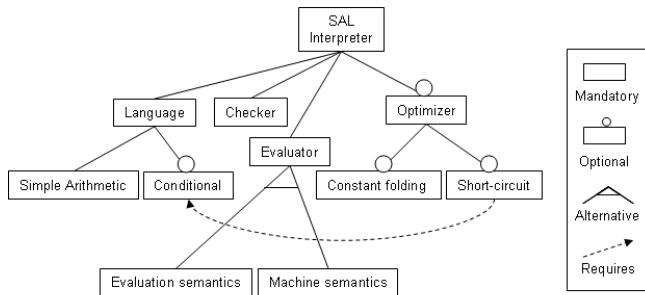 SAL
Interpreter
Language
Checker
Optimizer
Evaluator
Simple Arithmetic
Conditional
Constant folding
Short-circuit
Evaluation semantics
Machine semantics
Mandatory
Optional
Alternative
Requires